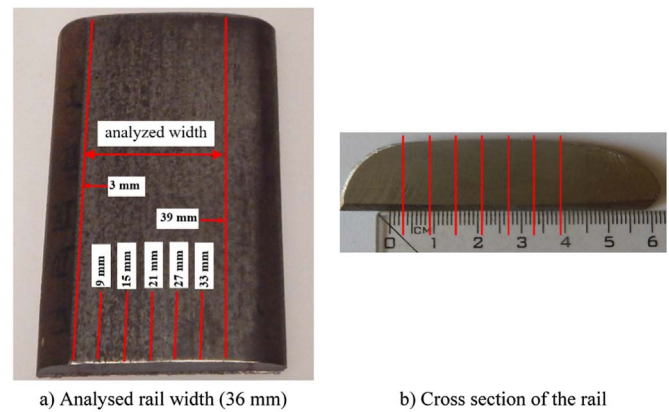 analyzed width
3 mm
39 mm
9 mm
15 mm
21 mm
27 mm
33 mm
CM
0 1 2 3 4 5 6
a) Analysed rail width (36 mm)
b) Cross section of the rail